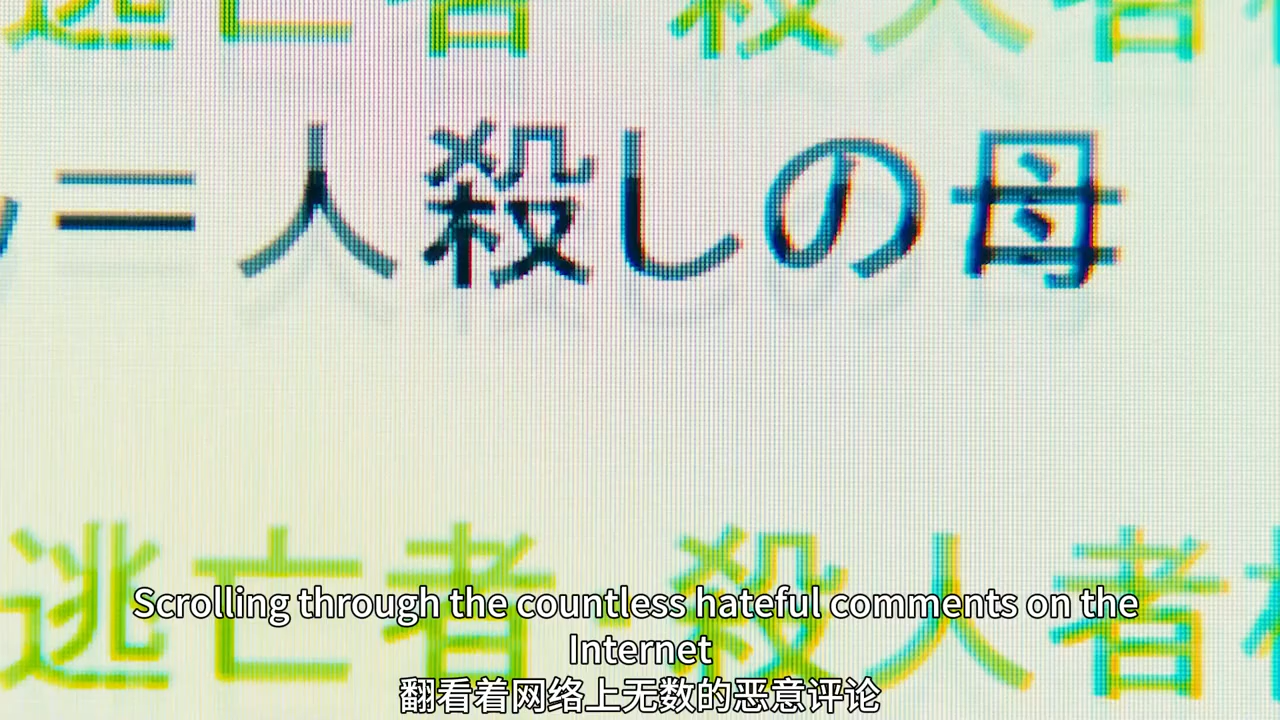 逃亡者・殺人者
＝人殺しの母
逃亡者・殺人者
Scrolling through the countless hateful comments on the
Internet
翻看着网络上无数的恶意评论